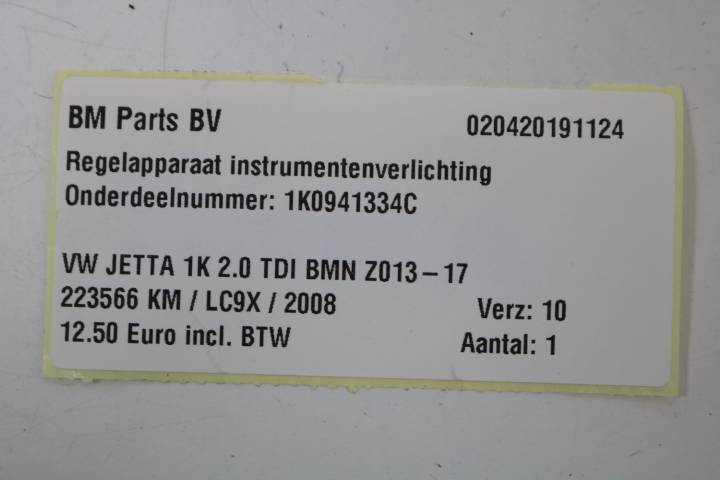 BM Parts BV 020420191124
Regelapparaat instrumentenverlichting
Onderdeelnummer: 1K0941334C
VW JETTA 1K 2.0 TDI BMN Z013-17
223566 KM / LC9X / 2008 Verz: 10
12.50 Euro incl. BTW Aantal: 1